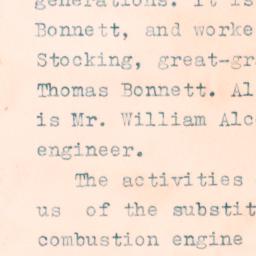 generations. It is
Bonnett, and worke
Stocking, great-gr
Thomas Bonnett. Al
is Mr. William Alc
engineer.
The activities
us of the substit
combustion engine